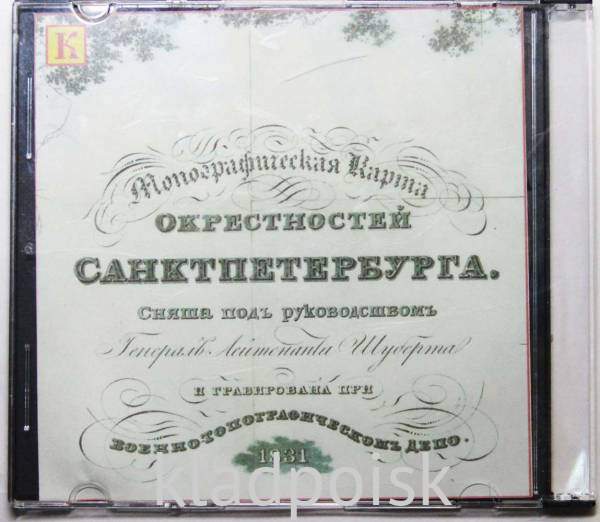 К
Топографическая Карта
ОКРЕСТНОСТЕЙ
САНКТПЕТЕРБУРГА.
Снята подъ руководствомъ
Генералъ Лейтенанта Шуберта
И ГРАВИРОВАНА ПРИ
ВОЕННОТОПОГРАФИЧЕСКОМЪ ДЕПО.
1831
kladpoisk